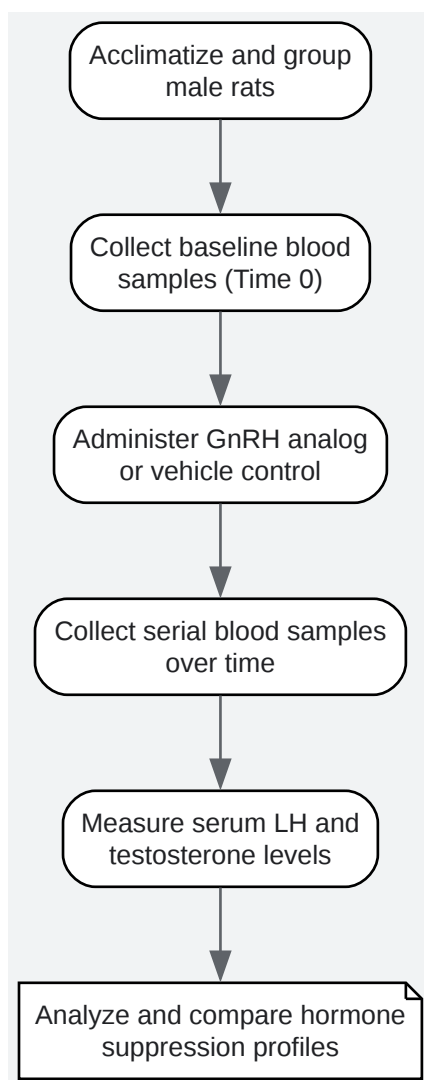 Acclimatize and group
male rats
Collect baseline blood
samples (Time 0)
Administer GnRH analog
or vehicle control
Collect serial blood samples
over time
Measure serum LH and
testosterone levels
Analyze and compare hormone
suppression profiles